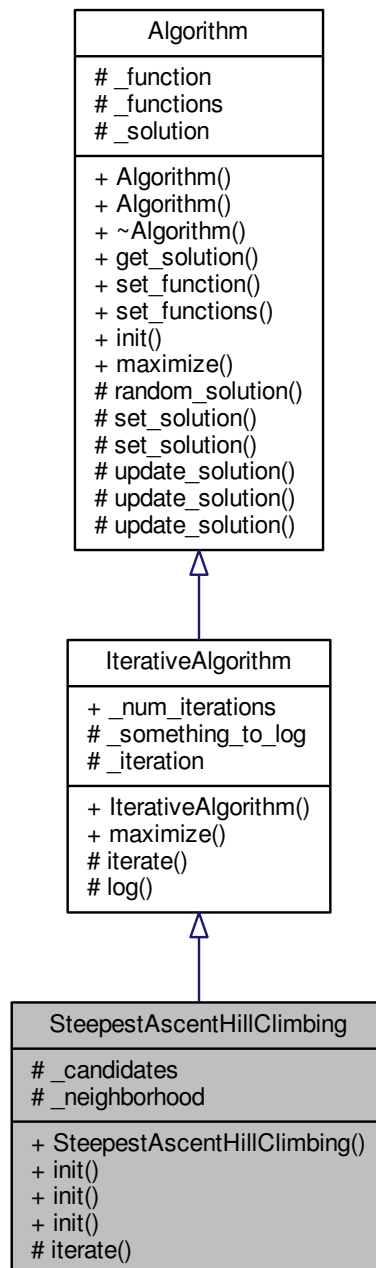 Algorithm
# _function
# _functions
# _solution
+ Algorithm()
+ Algorithm()
+ ~Algorithm()
+ get_solution()
+ set_function()
+ set_functions()
+ init()
+ maximize()
# random_solution()
# set_solution()
# set_solution()
# update_solution()
# update_solution()
# update_solution()
IterativeAlgorithm
+ _num_iterations
# _something_to_log
# _iteration
+ IterativeAlgorithm()
+ maximize()
# iterate()
# log()
SteepestAscentHillClimbing
# _candidates
# _neighborhood
+ SteepestAscentHillClimbing()
+ init()
+ init()
+ init()
# iterate()